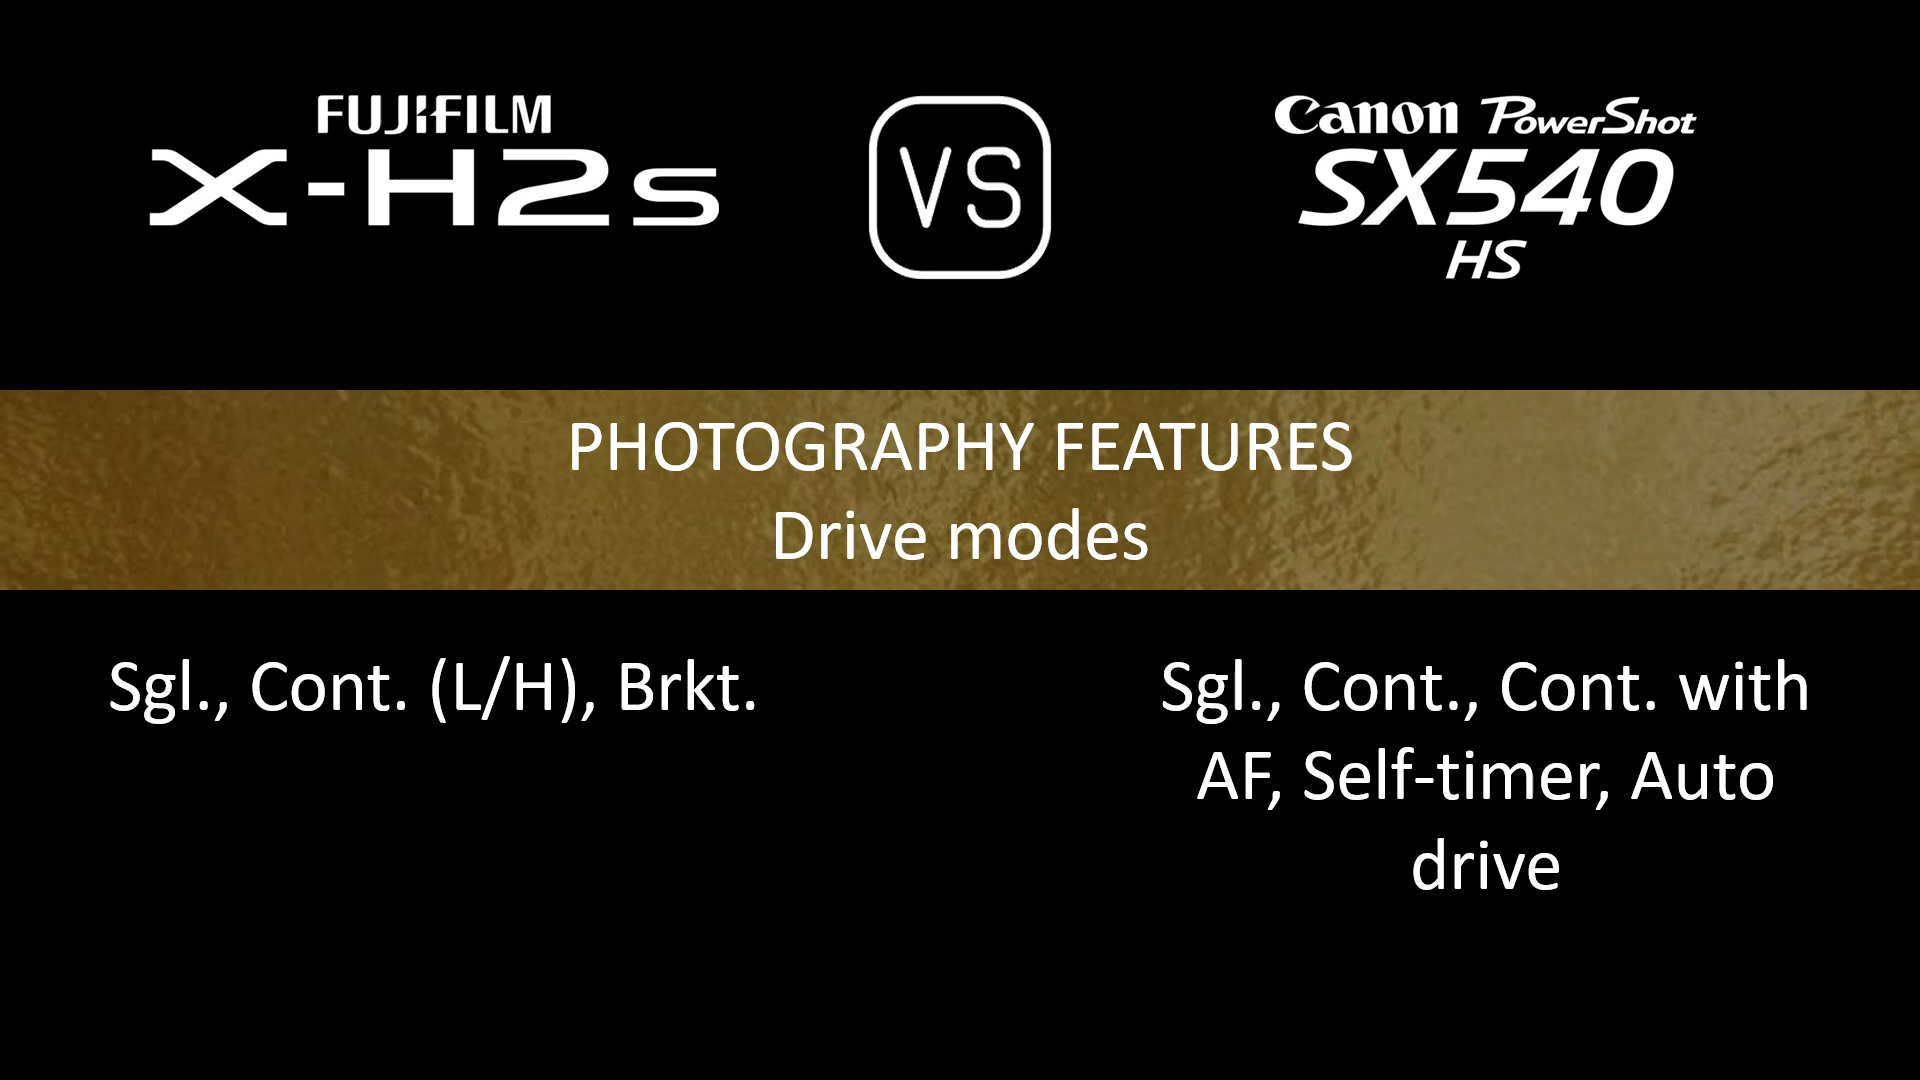 FUJIFILM
X-H2s
VS
Canon PowerShot
SX540
HS
PHOTOGRAPHY FEATURES
Drive modes
Sgl., Cont. (L/H), Brkt.
Sgl., Cont., Cont. with
AF, Self-timer, Auto
drive